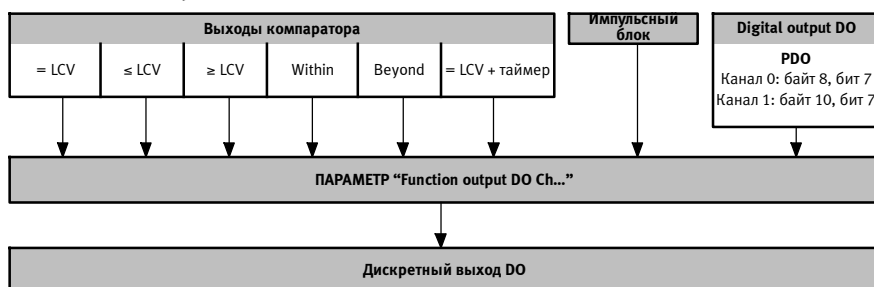 Выходы компаратора
= LCV
≤ LCV
≥ LCV
Within
Beyond
= LCV + таймер
Импульсный
блок
Digital output DO
PDO
Канал 0: байт 8, бит 7
Канал 1: байт 10, бит 7
ПАРАМЕТР “Function output DO Ch...”
Дискретный выход DO